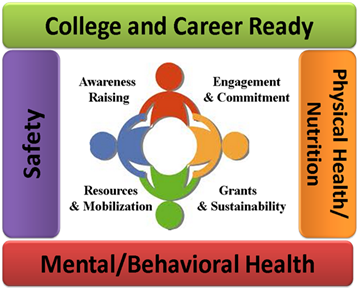 College and Career Ready
Safety
Awareness
Raising
Engagement
& Commitment
Physical Health/
Nutrition
Resources
& Mobilization
Grants
& Sustainability
Mental/Behavioral Health